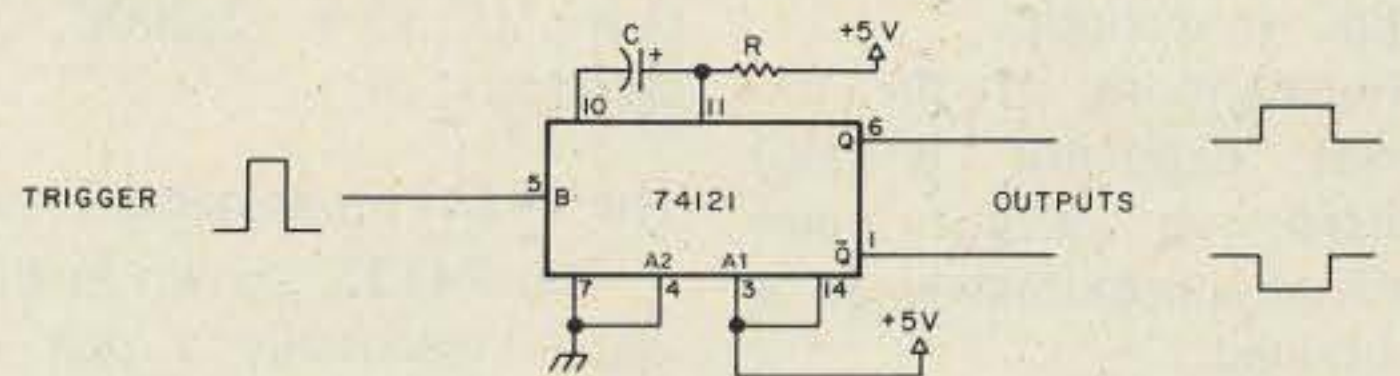 C + R +5 V
10 11
Q 6
TRIGGER 5 B 74121 OUTPUTS
A2 A1 Q̄ 1
7 4 3 14
+5V